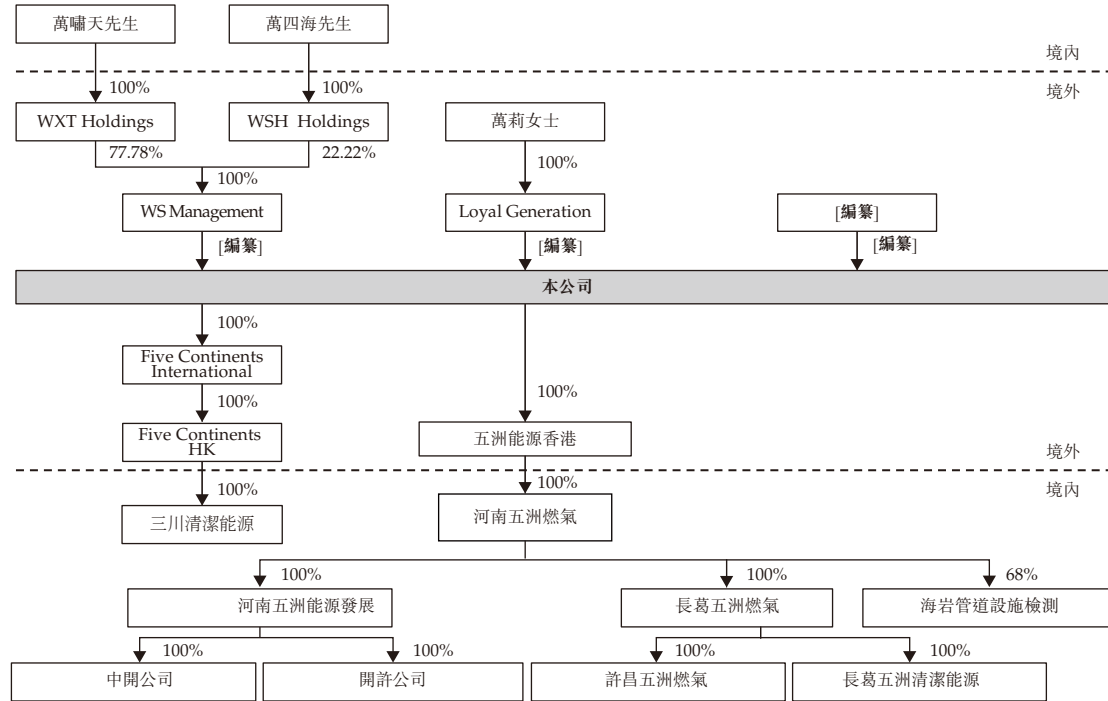 萬嘯天先生
萬四海先生
境內
100%
100%
境外
WXT Holdings
WSH Holdings
萬莉女士
77.78%
22.22%
100%
100%
WS Management
Loyal Generation
[編纂]
[編纂]
[編纂]
[編纂]
本公司
100%
Five Continents
International
100%
100%
Five Continents
HK
五洲能源香港
境外
100%
100%
境內
三川清潔能源
河南五洲燃氣
100%
100%
68%
河南五洲能源發展
長葛五洲燃氣
海岩管道設施檢測
100%
100%
100%
100%
中開公司
開許公司
許昌五洲燃氣
長葛五洲清潔能源